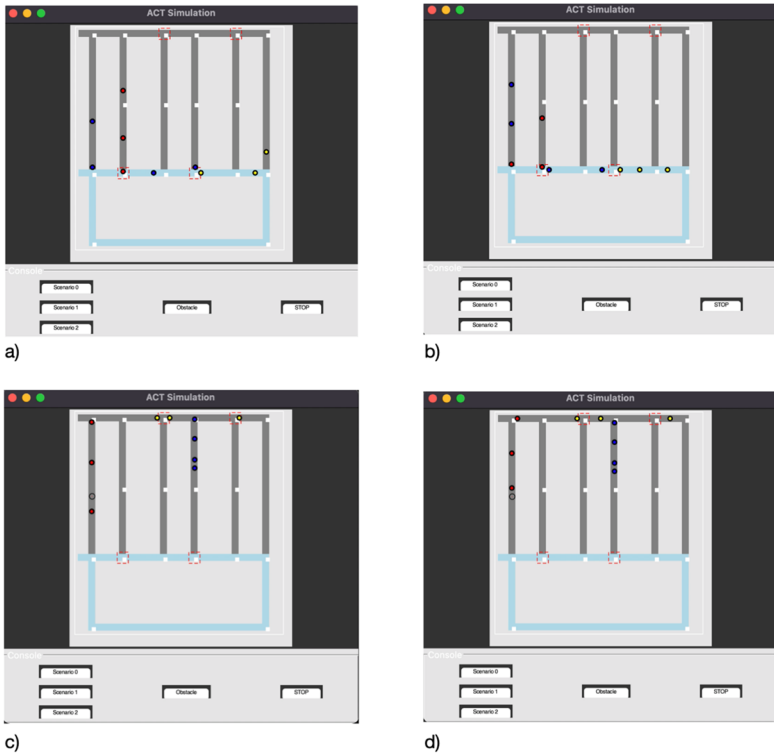 ACT Simulation
Console
Scenario 0
Scenario 1
Obstacle
STOP
Scenario 2
a)
ACT Simulation
Console
Scenario 0
Scenario 1
Obstacle
STOP
Scenario 2
b)
ACT Simulation
Console
Scenario 0
Scenario 1
Obstacle
STOP
Scenario 2
c)
ACT Simulation
Console
Scenario 0
Scenario 1
Obstacle
STOP
Scenario 2
d)